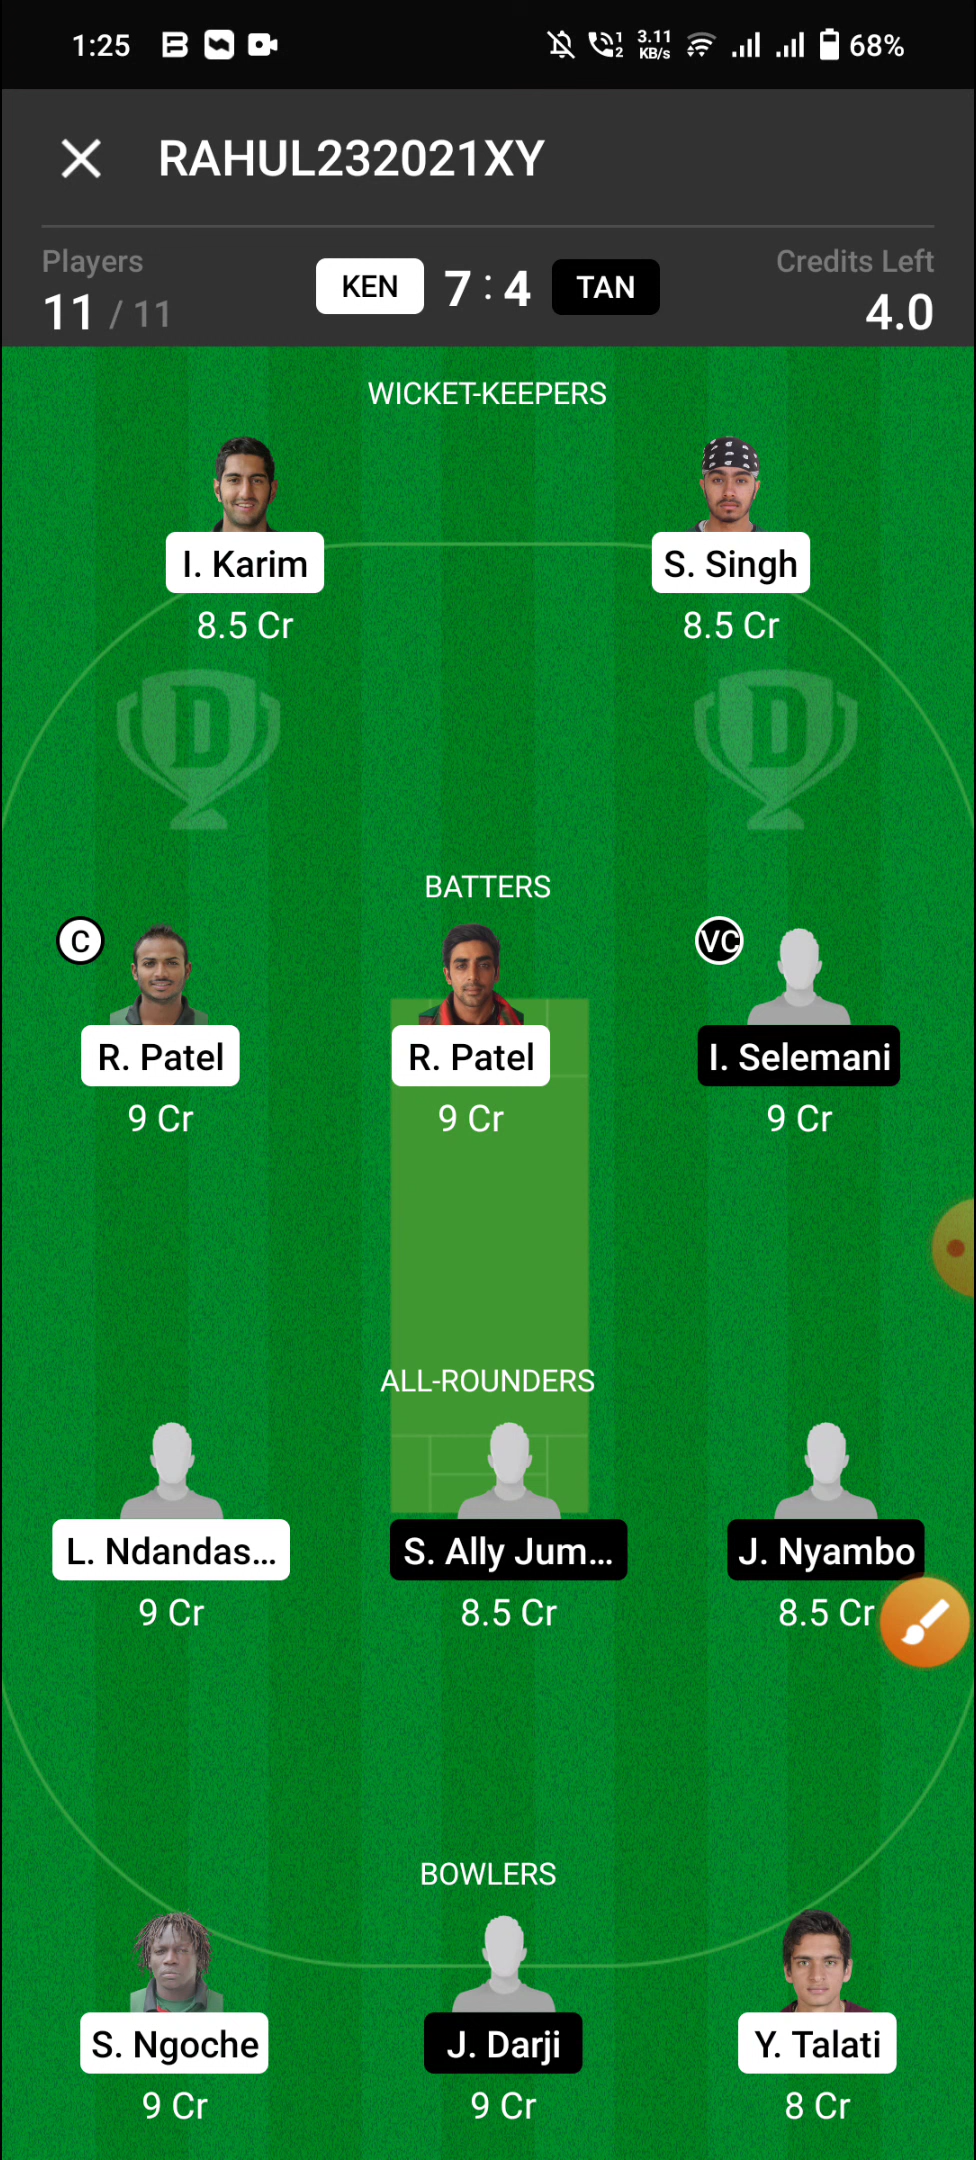 1:25
3.11 KB/s
68%
RAHUL232021XY
Players
11 / 11
KEN 7 : 4 TAN
Credits Left
4.0
WICKET-KEEPERS
I. Karim
8.5 Cr
S. Singh
8.5 Cr
BATTERS
C
R. Patel
9 Cr
R. Patel
9 Cr
VC
I. Selemani
9 Cr
ALL-ROUNDERS
L. Ndandas...
9 Cr
S. Ally Jum...
8.5 Cr
J. Nyambo
8.5 Cr
BOWLERS
S. Ngoche
9 Cr
J. Darji
9 Cr
Y. Talati
8 Cr